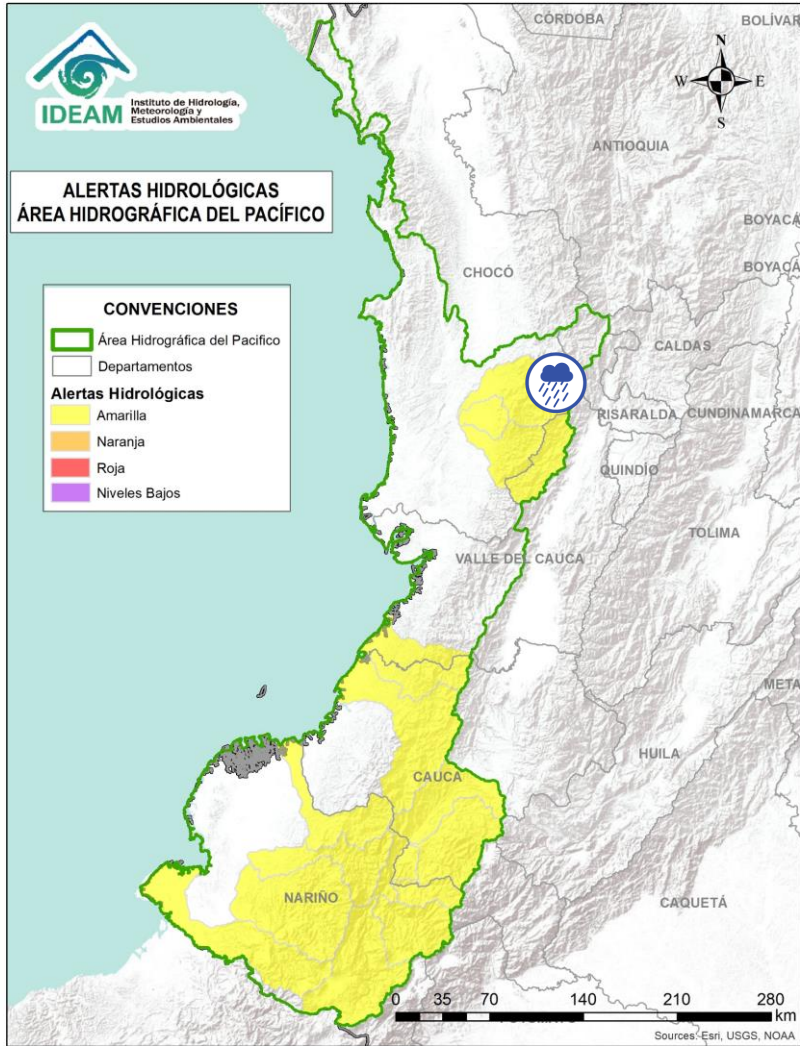 IDEAM
Instituto de Hidrología,
Meteorología y
Estudios Ambientales
ALERTAS HIDROLÓGICAS
ÁREA HIDROGRÁFICA DEL PACÍFICO
CONVENCIONES
Área Hidrográfica del Pacifico
Departamentos
Alertas Hidrológicas
Amarilla
Naranja
Roja
Niveles Bajos
N
W E
S
CÓRDOBA
BOLÍVAR
ANTIOQUIA
BOYACÁ
BOYACÁ
CHOCÓ
CALDAS
RISARALDA
CUNDINAMARCA
QUINDÍO
TOLIMA
VALLE DEL CAUCA
META
HUILA
CAUCA
NARIÑO
CAQUETÁ
0 35 70 140 210 280
km
Sources: Esri, USGS, NOAA